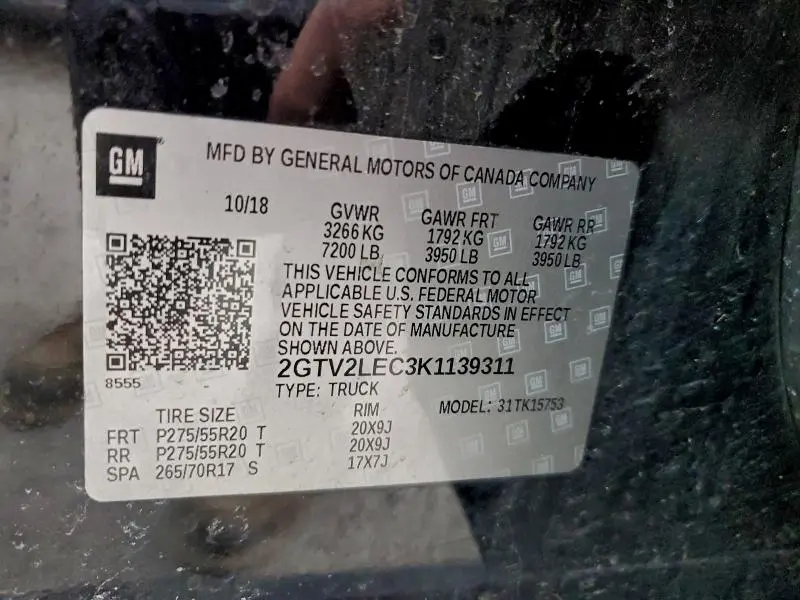 GM
MFD BY GENERAL MOTORS OF CANADA COMPANY
10/18
GVWR GAWR FRT GAWR RR
3266 KG 1792 KG 1792 KG
7200 LB 3950 LB 3950 LB
THIS VEHICLE CONFORMS TO ALL
APPLICABLE U.S. FEDERAL MOTOR
VEHICLE SAFETY STANDARDS IN EFFECT
ON THE DATE OF MANUFACTURE
SHOWN ABOVE.
8555
2GTV2LEC3K1139311
TYPE: TRUCK MODEL: 31TK15753
TIRE SIZE RIM
FRT P275/55R20 T 20X9J
RR P275/55R20 T 20X9J
SPA 265/70R17 S 17X7J